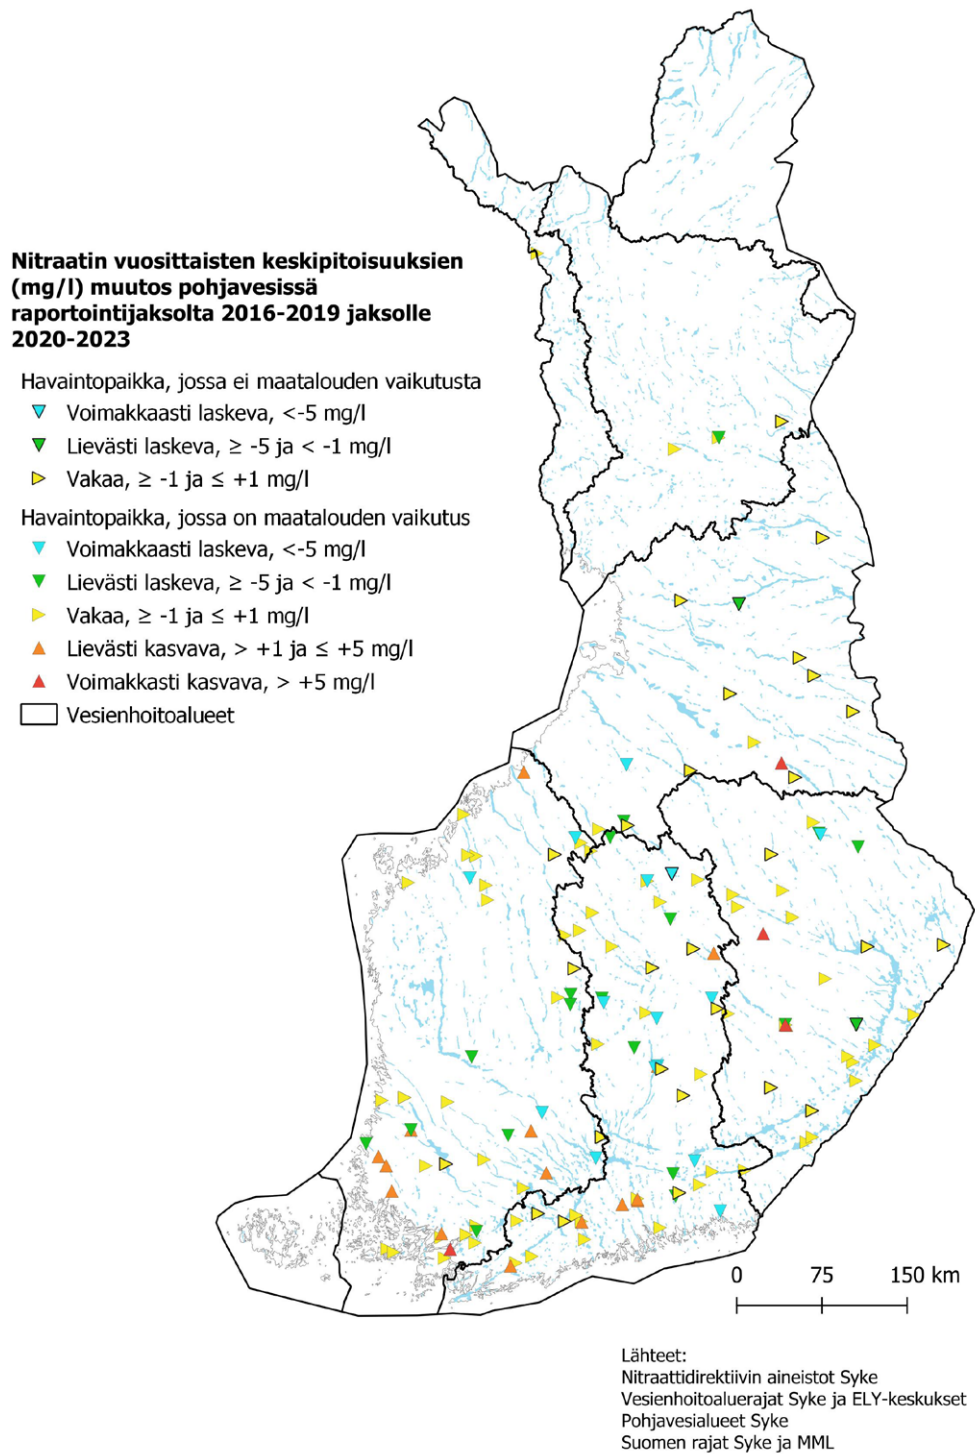 Nitraatin vuosittaisten keskipitoisuuksien
(mg/l) muutos pohjavesissä
raportointijaksolta 2016-2019 jaksolle
2020-2023
Havaintopaikka, jossa ei maatalouden vaikutusta
Voimakkaasti laskeva, <-5 mg/l
Lievästi laskeva, ≥ -5 ja < -1 mg/l
Vakaa, ≥ -1 ja ≤ +1 mg/l
Havaintopaikka, jossa on maatalouden vaikutus
Voimakkaasti laskeva, <-5 mg/l
Lievästi laskeva, ≥ -5 ja < -1 mg/l
Vakaa, ≥ -1 ja ≤ +1 mg/l
Lievästi kasvava, > +1 ja ≤ +5 mg/l
Voimakkasti kasvava, > +5 mg/l
Vesienhoitoalueet
0 75 150 km
Lähteet:
Nitraattidirektiivin aineistot Syke
Vesienhoitoaluerajat Syke ja ELY-keskukset
Pohjavesialueet Syke
Suomen rajat Syke ja MML